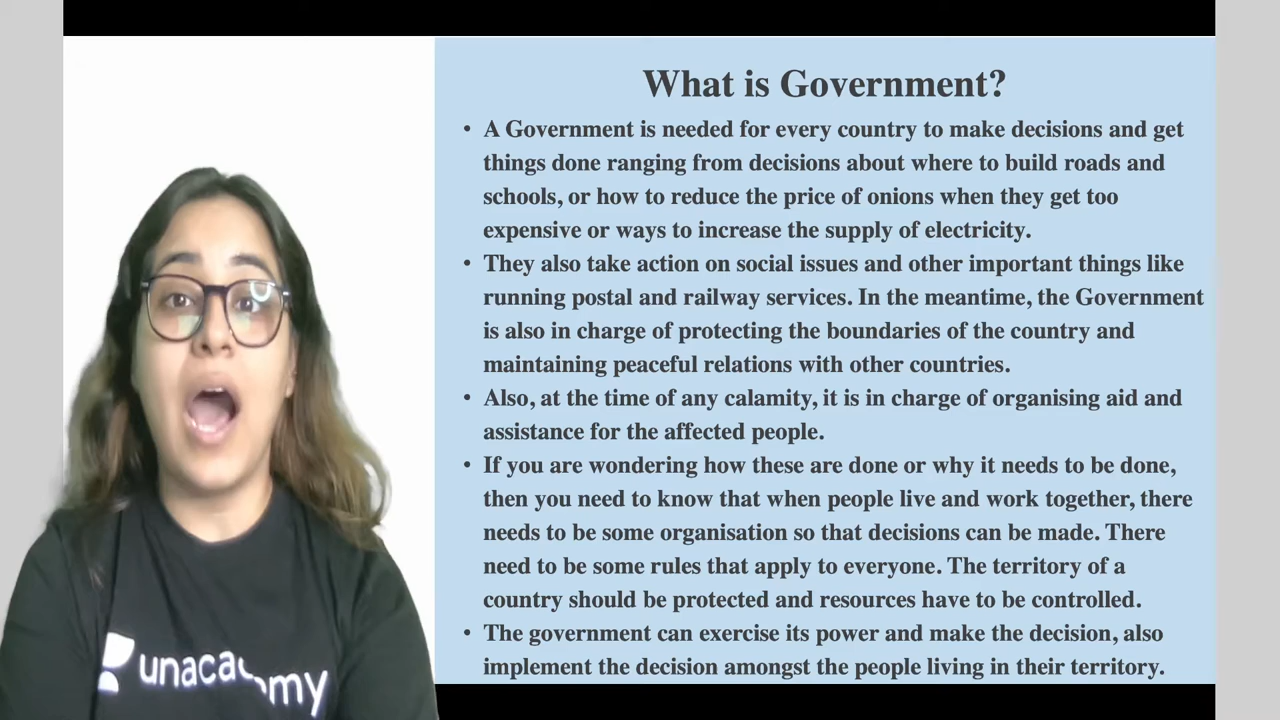 What is Government?
• A Government is needed for every country to make decisions and get
things done ranging from decisions about where to build roads and
schools, or how to reduce the price of onions when they get too
expensive or ways to increase the supply of electricity.
• They also take action on social issues and other important things like
running postal and railway services. In the meantime, the Government
is also in charge of protecting the boundaries of the country and
maintaining peaceful relations with other countries.
• Also, at the time of any calamity, it is in charge of organising aid and
assistance for the affected people.
• If you are wondering how these are done or why it needs to be done,
then you need to know that when people live and work together, there
needs to be some organisation so that decisions can be made. There
need to be some rules that apply to everyone. The territory of a
country should be protected and resources have to be controlled.
• The government can exercise its power and make the decision, also
implement the decision amongst the people living in their territory.
unacademy